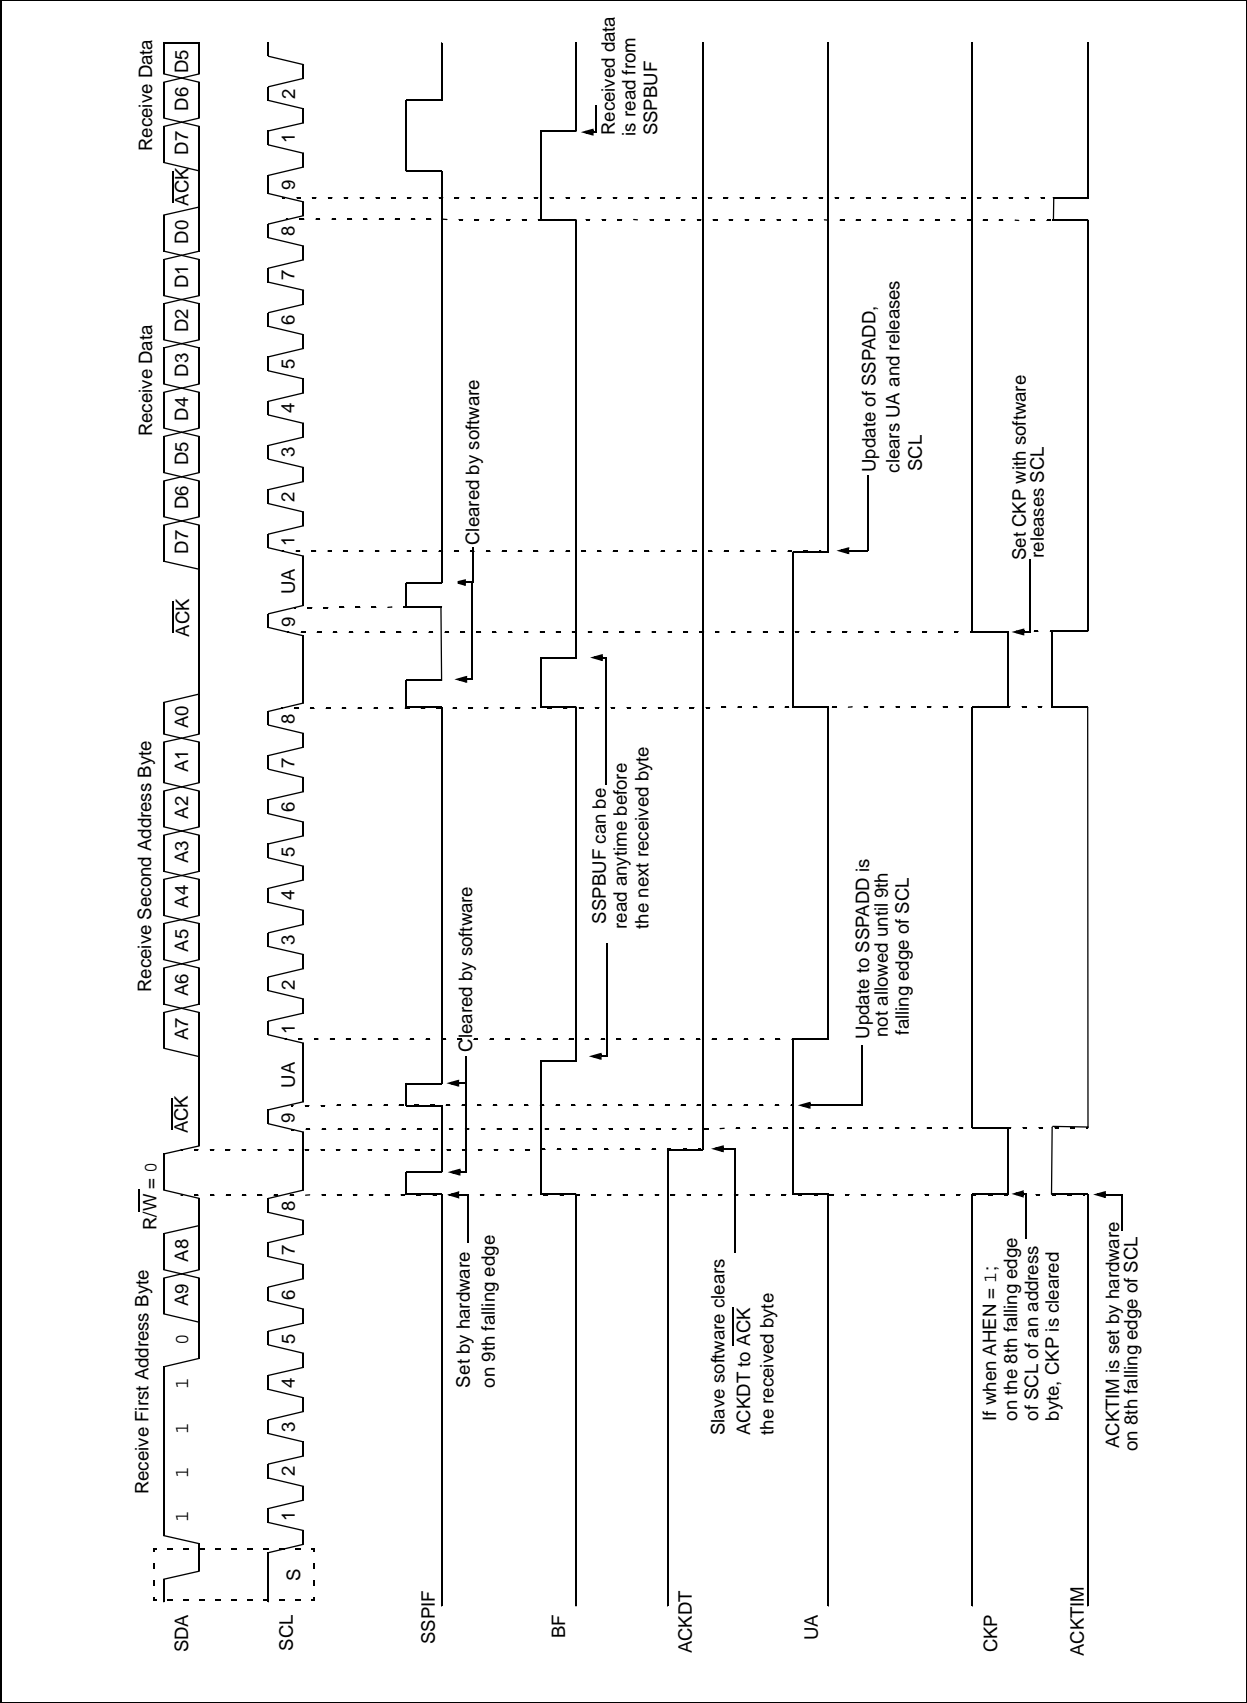 Receive First Address Byte
R/W = 0
Receive Second Address Byte
Receive Data
Receive Data
SDA
1 1 1 1 0 A9 A8
ACK
A7 A6 A5 A4 A3 A2 A1 A0
ACK
D7 D6 D5 D4 D3 D2 D1 D0
ACK
D7 D6 D5
SCL
S
1 2 3 4 5 6 7 8 9 UA
1 2 3 4 5 6 7 8 9 UA
1 2 3 4 5 6 7 8 9
1 2
SSPIF
Set by hardware
on 9th falling edge
Cleared by software
Cleared by software
BF
SSPBUF can be
read anytime before
the next received byte
Received data
is read from
SSPBUF
ACKDT
Slave software clears
ACKDT to ACK
the received byte
UA
Update to SSPADD is
not allowed until 9th
falling edge of SCL
Update of SSPADD,
clears UA and releases
SCL
CKP
If when AHEN = 1;
on the 8th falling edge
of SCL of an address
byte, CKP is cleared
Set CKP with software
releases SCL
ACKTIM
ACKTIM is set by hardware
on 8th falling edge of SCL